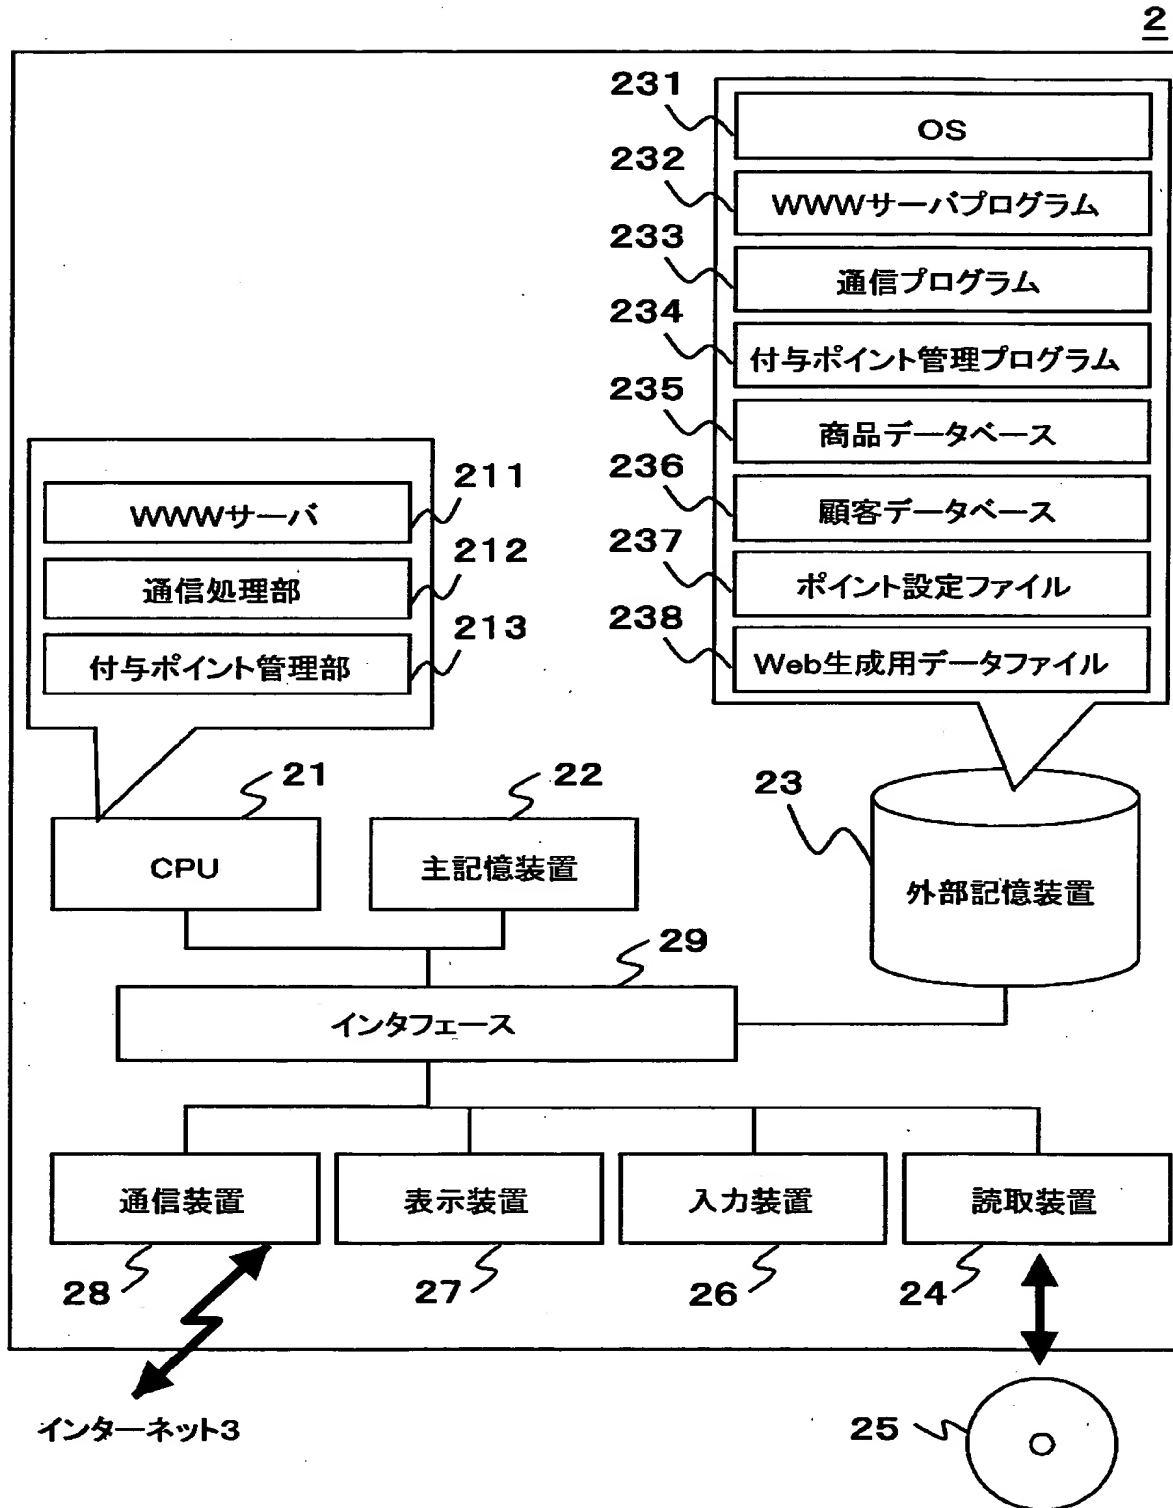 2
231
OS
232
WWWサーバプログラム
233
通信プログラム
234
付与ポイント管理プログラム
235
商品データベース
236
顧客データベース
237
ポイント設定ファイル
238
Web生成用データファイル
WWWサーバ
211
通信処理部
212
付与ポイント管理部
213
21
CPU
22
主記憶装置
23
外部記憶装置
29
インタフェース
通信装置
表示装置
入力装置
読取装置
28
27
26
24
インターネット3
25